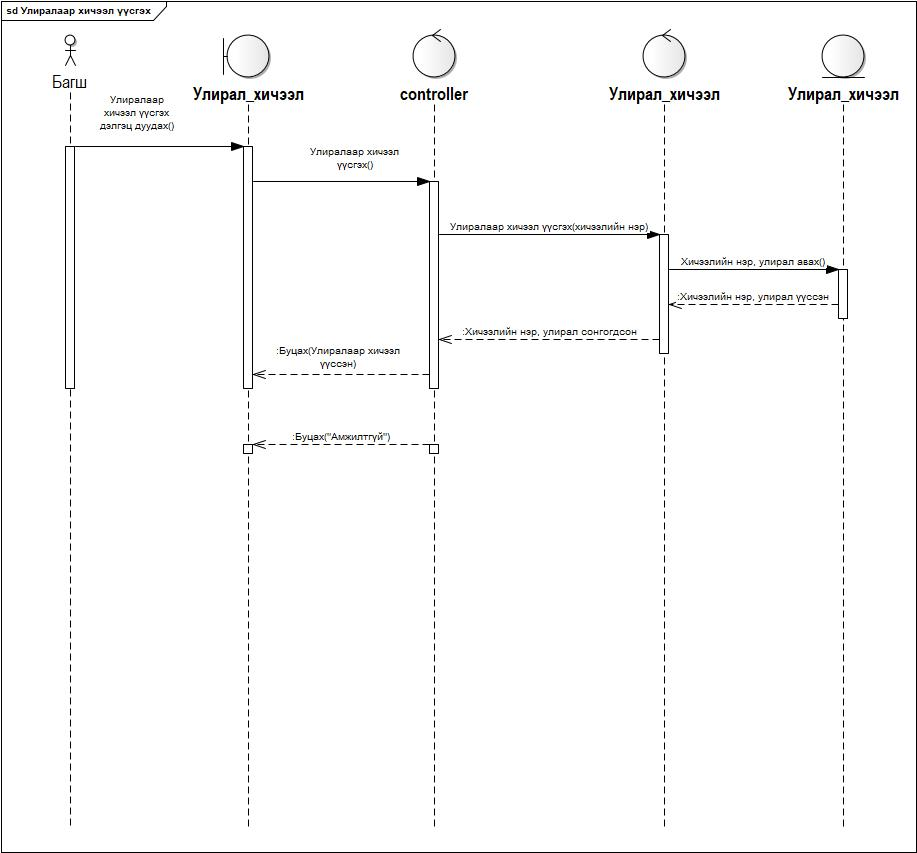 sd Улиралаар хичээл үүсгэх
Багш
Улирал_хичээл
controller
Улирал_хичээл
Улирал_хичээл
Улиралаар
хичээл үүсгэх
дэлгэц дуудах()
Улиралаар хичээл
үүсгэх()
Улиралаар хичээл үүсгэх(хичээлийн нэр)
Хичээлийн нэр, улирал авах()
:Хичээлийн нэр, улирал үүссэн
:Хичээлийн нэр, улирал сонгогдсон
:Буцах(Улиралаар хичээл
үүссэн)
:Буцах("Амжилтгүй")